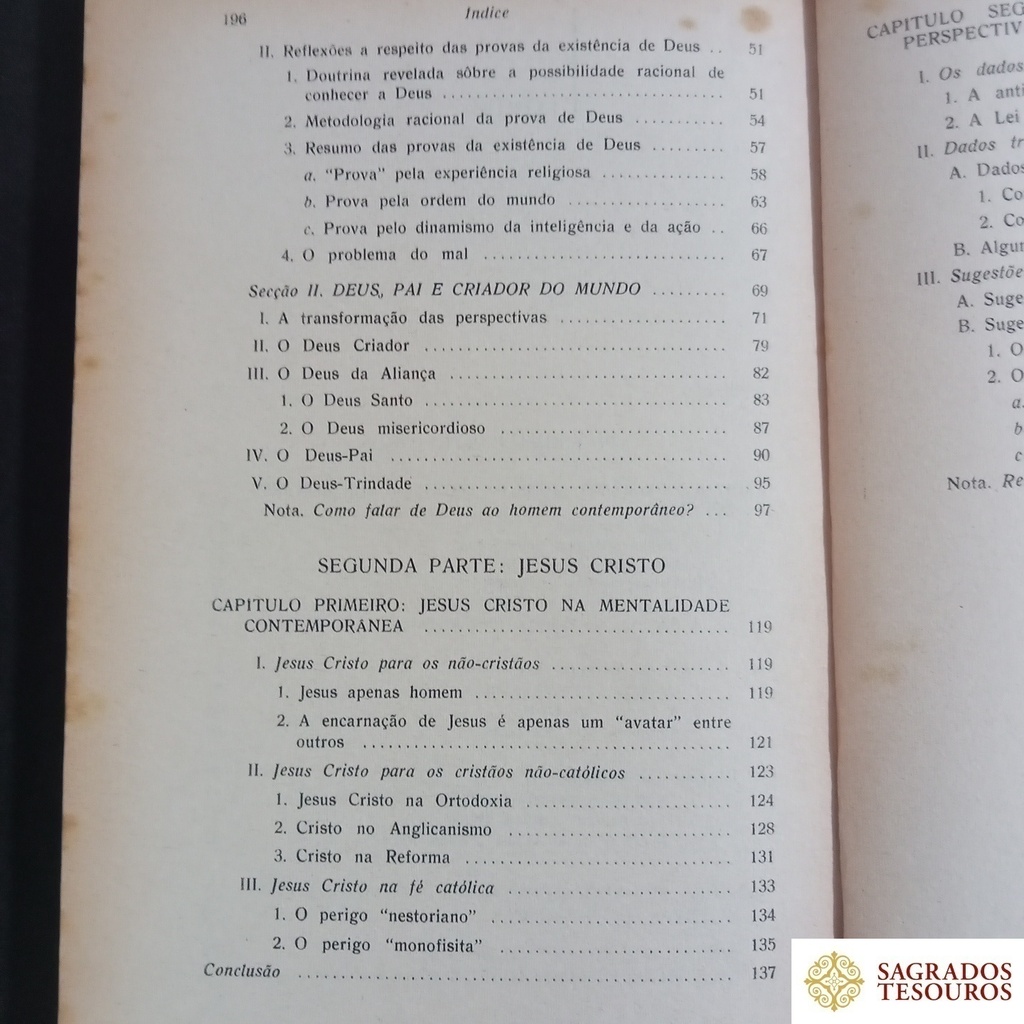 196
Indice
II. Reflexões a respeito das provas da existência de Deus .. 51
1. Doutrina revelada sôbre a possibilidade racional de
conhecer a Deus .............................. 51
2. Metodologia racional da prova de Deus .......... 54
3. Resumo das provas da existência de Deus ........ 57
a. "Prova" pela experiência religiosa ............. 58
b. Prova pela ordem do mundo ................. 63
c. Prova pelo dinamismo da inteligência e da ação .. 66
4. O problema do mal .......................... 67
Secção II. DEUS, PAI E CRIADOR DO MUNDO ......... 69
I. A transformação das perspectivas .................. 71
II. O Deus Criador ................................ 79
III. O Deus da Aliança ............................. 82
1. O Deus Santo ................................ 83
2. O Deus misericordioso ........................ 87
IV. O Deus-Pai .................................... 90
V. O Deus-Trindade ................................ 95
Nota. Como falar de Deus ao homem contemporâneo? ... 97
SEGUNDA PARTE: JESUS CRISTO
CAPITULO PRIMEIRO: JESUS CRISTO NA MENTALIDADE
CONTEMPORÂNEA .................................. 119
I. Jesus Cristo para os não-cristãos .................... 119
1. Jesus apenas homem ............................ 119
2. A encarnação de Jesus é apenas um "avatar" entre
outros ........................................ 121
II. Jesus Cristo para os cristãos não-católicos .......... 123
1. Jesus Cristo na Ortodoxia ....................... 124
2. Cristo no Anglicanismo ........................ 128
3. Cristo na Reforma ............................. 131
III. Jesus Cristo na fé católica ........................ 133
1. O perigo "nestoriano" .......................... 134
2. O perigo "monofisita" ......................... 135
Conclusão ............................................... 137
CAPITULO SEG
PERSPECTIV
I. Os dados
1. A anti
2. A Lei
II. Dados tr
A. Dados
1. Co
2. Co
B. Algun
III. Sugestõe
A. Suge
B. Suge
1. O
2. O
a.
b
c
Nota. Re
SAGRADOS
TESOUROS